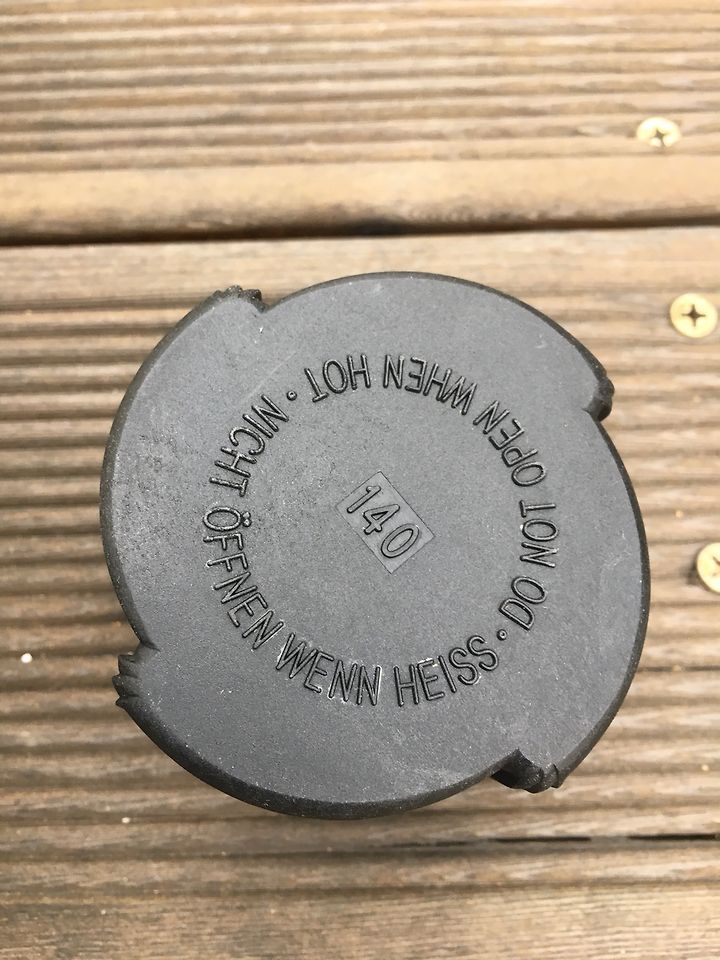 NICHT ÖFFNEN WENN HEISS · DO NOT OPEN WHEN HOT ·
140